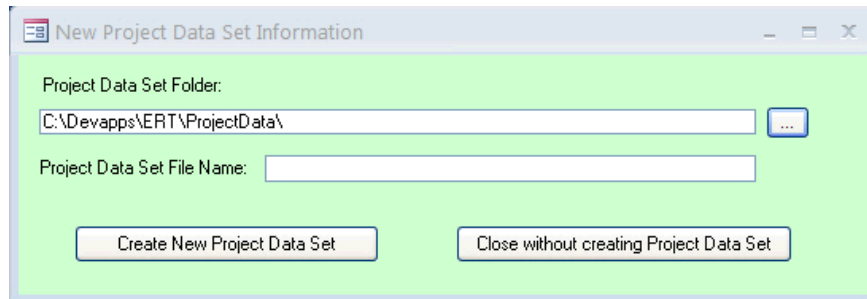 New Project Data Set Information
Project Data Set Folder:
C:\Devapps\ERT\ProjectData\
...
Project Data Set File Name:
Create New Project Data Set
Close without creating Project Data Set